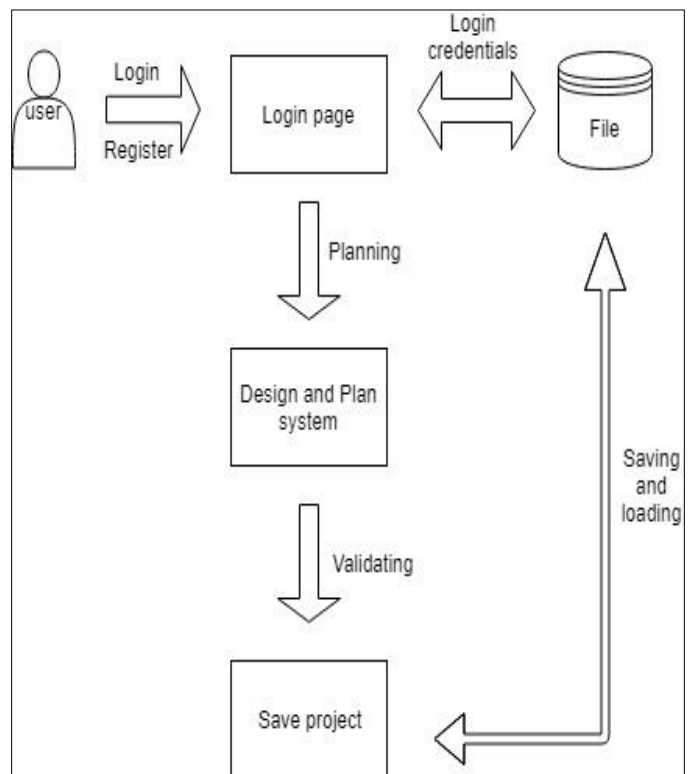 Login
credentials
Login
user
Register
Login page
File
Planning
Design and Plan
system
Saving
and
loading
Validating
Save project